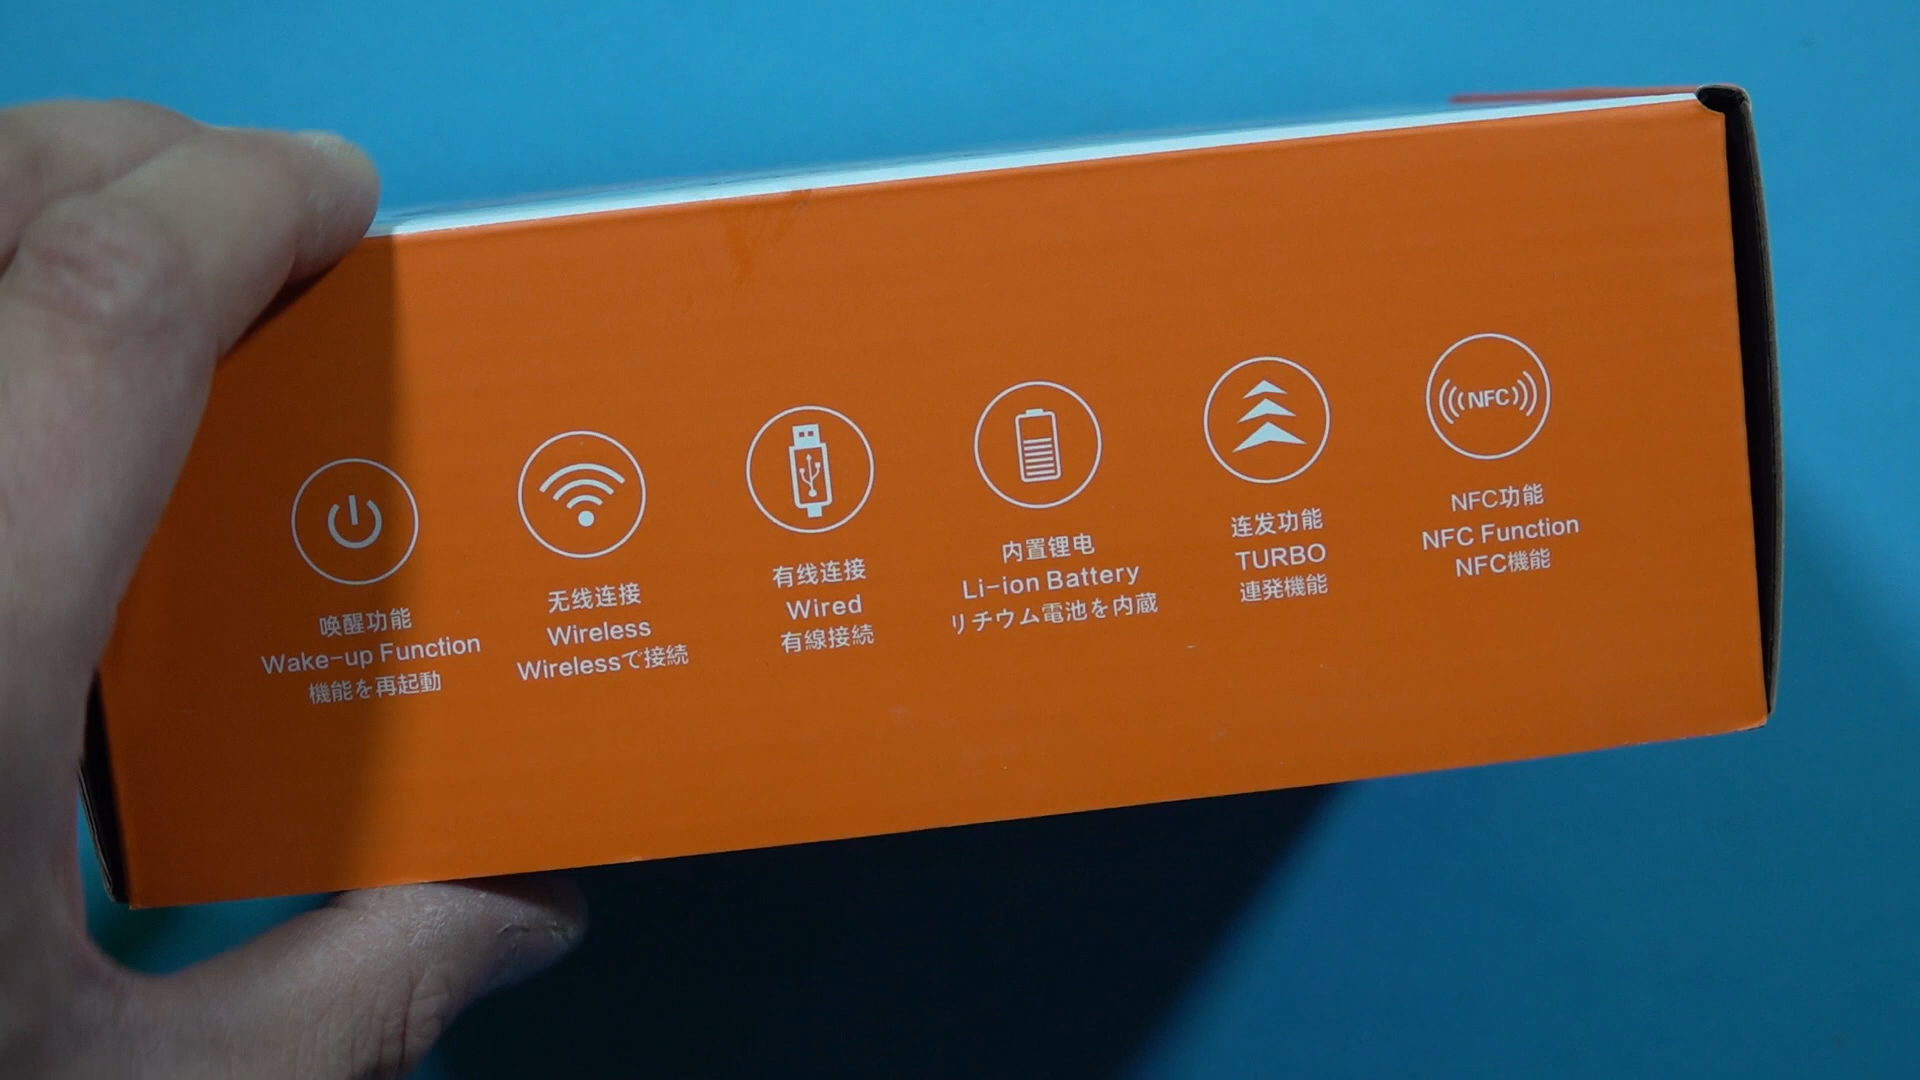 唤醒功能
Wake-up Function
機能を再起動
无线连接
Wireless
Wirelessで接続
有线连接
Wired
有線接続
内置锂电
Li-ion Battery
リチウム電池を内蔵
连发功能
TURBO
連発機能
NFC
NFC功能
NFC Function
NFC機能